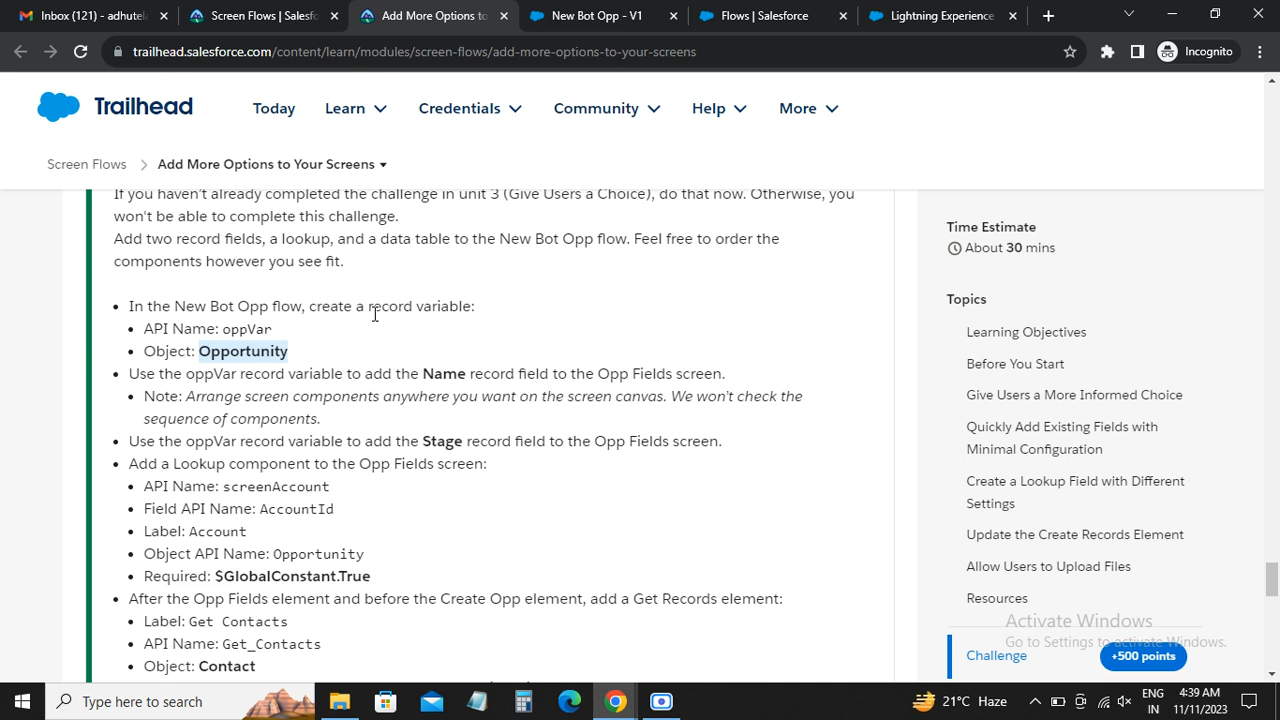 Inbox (121) - adhutel
Screen Flows | Salesfo
Add More Options to
New Bot Opp - V1
Flows | Salesforce
Lightning Experience
trailhead.salesforce.com/content/learn/modules/screen-flows/add-more-options-to-your-screens
Incognito
Trailhead
Today
Learn
Credentials
Community
Help
More
Screen Flows
Add More Options to Your Screens
If you haven't already completed the challenge in unit 3 (Give Users a Choice), do that now. Otherwise, you
won't be able to complete this challenge.
Add two record fields, a lookup, and a data table to the New Bot Opp flow. Feel free to order the
components however you see fit.
In the New Bot Opp flow, create a record variable:
API Name: oppVar
Object: Opportunity
Use the oppVar record variable to add the Name record field to the Opp Fields screen.
Note: Arrange screen components anywhere you want on the screen canvas. We won't check the
sequence of components.
Use the oppVar record variable to add the Stage record field to the Opp Fields screen.
Add a Lookup component to the Opp Fields screen:
API Name: screenAccount
Field API Name: AccountId
Label: Account
Object API Name: Opportunity
Required: $GlobalConstant.True
After the Opp Fields element and before the Create Opp element, add a Get Records element:
Label: Get Contacts
API Name: Get_Contacts
Object: Contact
Time Estimate
About 30 mins
Topics
Learning Objectives
Before You Start
Give Users a More Informed Choice
Quickly Add Existing Fields with
Minimal Configuration
Create a Lookup Field with Different
Settings
Update the Create Records Element
Allow Users to Upload Files
Resources
Activate Windows
Go to Settings to activate Windows.
Challenge
+500 points
Type here to search
21°C Haze
ENG
IN
4:39 AM
11/11/2023